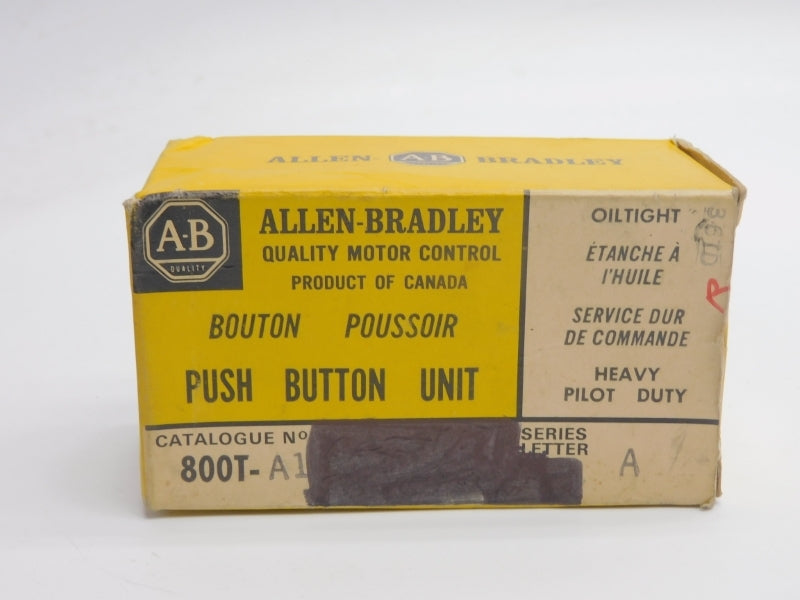 ALLEN- A-B BRADLEY
A-B
QUALITY
ALLEN-BRADLEY
QUALITY MOTOR CONTROL
PRODUCT OF CANADA
BOUTON POUSSOIR
PUSH BUTTON UNIT
OILTIGHT
ÉTANCHE À
l'HUILE
SERVICE DUR
DE COMMANDE
HEAVY
PILOT DUTY
R
CATALOGUE No
800T-A1
SERIES
LETTER
A